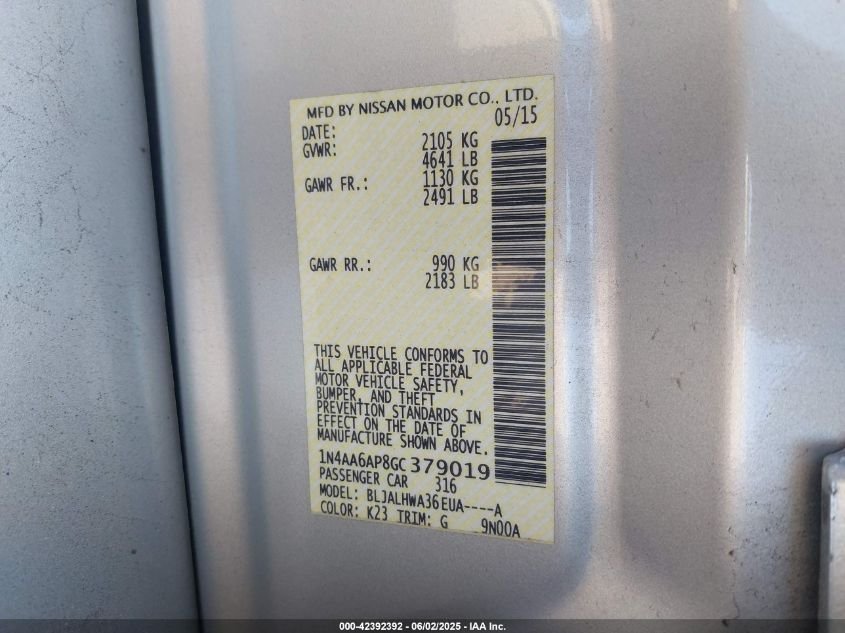 MFD BY NISSAN MOTOR CO., LTD.
DATE: 05/15
GVWR: 2105 KG
4641 LB
GAWR FR.: 1130 KG
2491 LB
GAWR RR.: 990 KG
2183 LB
THIS VEHICLE CONFORMS TO
ALL APPLICABLE FEDERAL
MOTOR VEHICLE SAFETY,
BUMPER, AND THEFT
PREVENTION STANDARDS IN
EFFECT ON THE DATE OF
MANUFACTURE SHOWN ABOVE.
1N4AA6AP8GC379019
PASSENGER CAR 316
MODEL: BLJALHWA36EUA----A
COLOR: K23 TRIM: G 9N00A
000-42392392 - 06/02/2025 - IAA Inc.